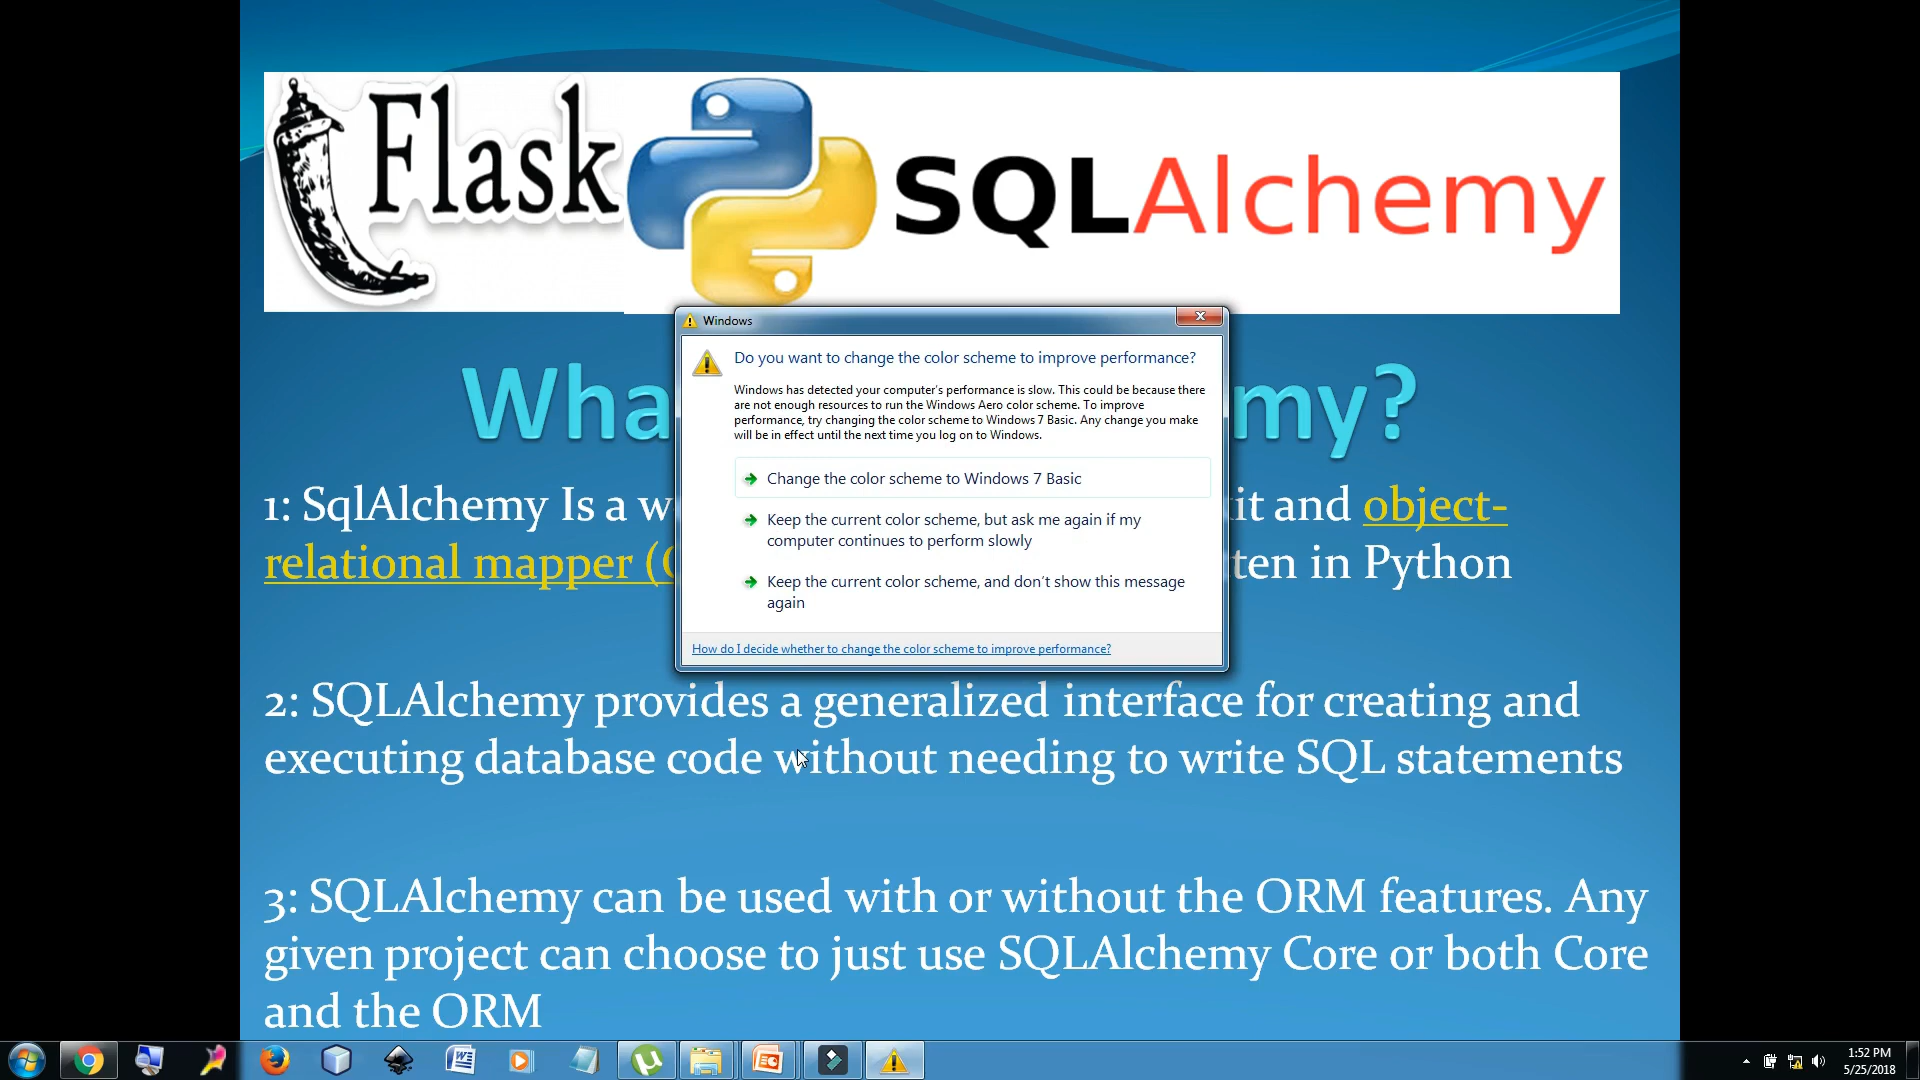 Flask SQLAlchemy
Windows
Do you want to change the color scheme to improve performance?
Windows has detected your computer's performance is slow. This could be because there
are not enough resources to run the Windows Aero color scheme. To improve
performance, try changing the color scheme to Windows 7 Basic. Any change you make
will be in effect until the next time you log on to Windows.
Change the color scheme to Windows 7 Basic
Keep the current color scheme, but ask me again if my
computer continues to perform slowly
Keep the current color scheme, and don't show this message
again
How do I decide whether to change the color scheme to improve performance?
Wha my?
1: SqlAlchemy Is a w it and object-
relational mapper ( ten in Python
2: SQLAlchemy provides a generalized interface for creating and
executing database code without needing to write SQL statements
3: SQLAlchemy can be used with or without the ORM features. Any
given project can choose to just use SQLAlchemy Core or both Core
and the ORM
1:52 PM
5/25/2018